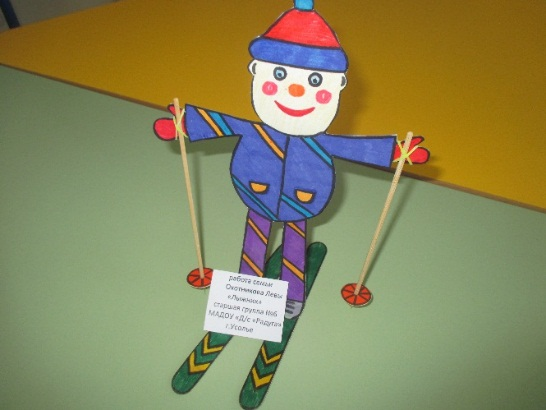 работа семьи
Охотникова Левы
«Лыжник»
старшая группа №6
МАДОУ «Д/с «Радуга»
г.Усолье